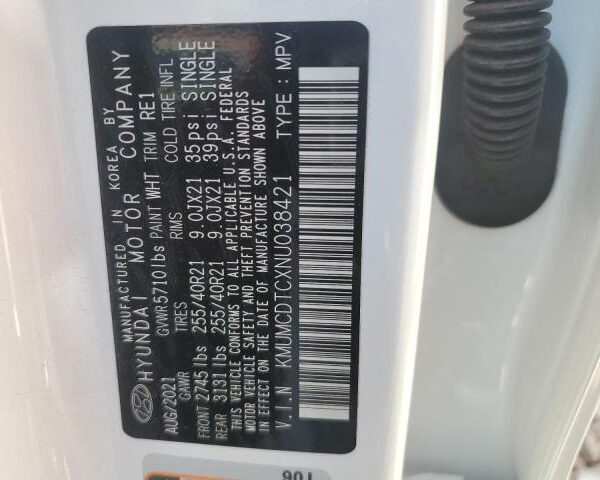 MANUFACTURED IN KOREA BY
HYUNDAI MOTOR COMPANY
AUG/2021 GVWR 5710lbs PAINT WHT TRIM RE1
GAWR TIRES RIMS COLD TIRE INFL
FRONT 2745 lbs 255/40R21 9.0JX21 35psi SINGLE
REAR 3131 lbs 255/40R21 9.0JX21 39psi SINGLE
THIS VEHICLE CONFORMS TO ALL APPLICABLE U.S.A. FEDERAL
MOTOR VEHICLE SAFETY AND THEFT PREVENTION STANDARDS
IN EFFECT ON THE DATE OF MANUFACTURE SHOWN ABOVE
V.I.N KMUMCDTCXNU038421 TYPE : MPV